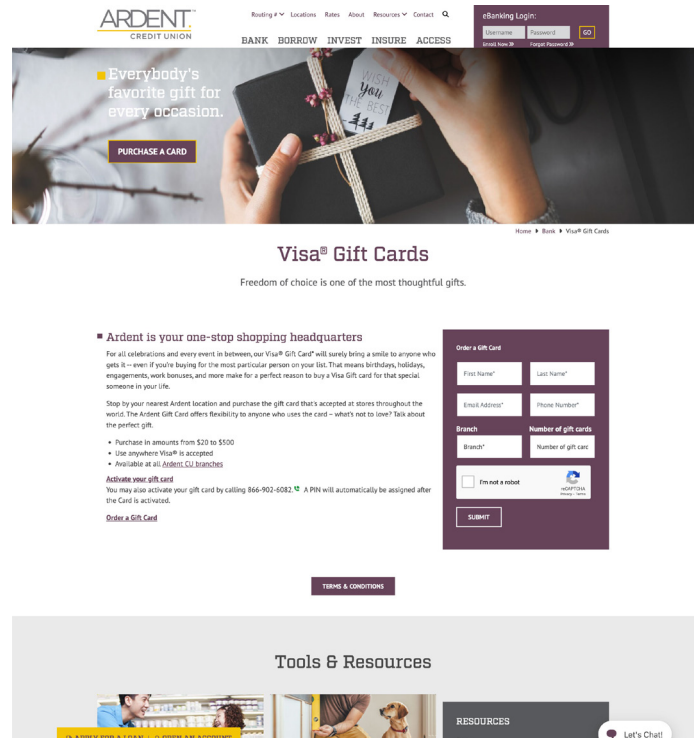 ARDENT™
CREDIT UNION
Routing # Locations Rates About Resources Contact
BANK BORROW INVEST INSURE ACCESS
eBanking Login:
Username Password GO
Enroll Now » Forgot Password »
Everybody's
favorite gift for
every occasion.
PURCHASE A CARD
WISH
you
THE BEST
Home Bank Visa® Gift Cards
Visa® Gift Cards
Freedom of choice is one of the most thoughtful gifts.
Ardent is your one-stop shopping headquarters
For all celebrations and every event in between, our Visa® Gift Card* will surely bring a smile to anyone who
gets it -- even if you're buying for the most particular person on your list. That means birthdays, holidays,
engagements, work bonuses, and more make for a perfect reason to buy a Visa Gift card for that special
someone in your life.
Stop by your nearest Ardent location and purchase the gift card that's accepted at stores throughout the
world. The Ardent Gift Card offers flexibility to anyone who uses the card – what's not to love? Talk about
the perfect gift.
• Purchase in amounts from $20 to $500
• Use anywhere Visa® is accepted
• Available at all Ardent CU branches
Activate your gift card
You may also activate your gift card by calling 866-902-6082. A PIN will automatically be assigned after
the Card is activated.
Order a Gift Card
Order a Gift Card
First Name* Last Name*
Email Address* Phone Number*
Branch Number of gift cards
Branch* Number of gift carc
I'm not a robot
reCAPTCHA
Privacy - Terms
SUBMIT
TERMS & CONDITIONS
Tools & Resources
RESOURCES
APPLY FOR A LOAN OPEN AN ACCOUNT
Let's Chat!